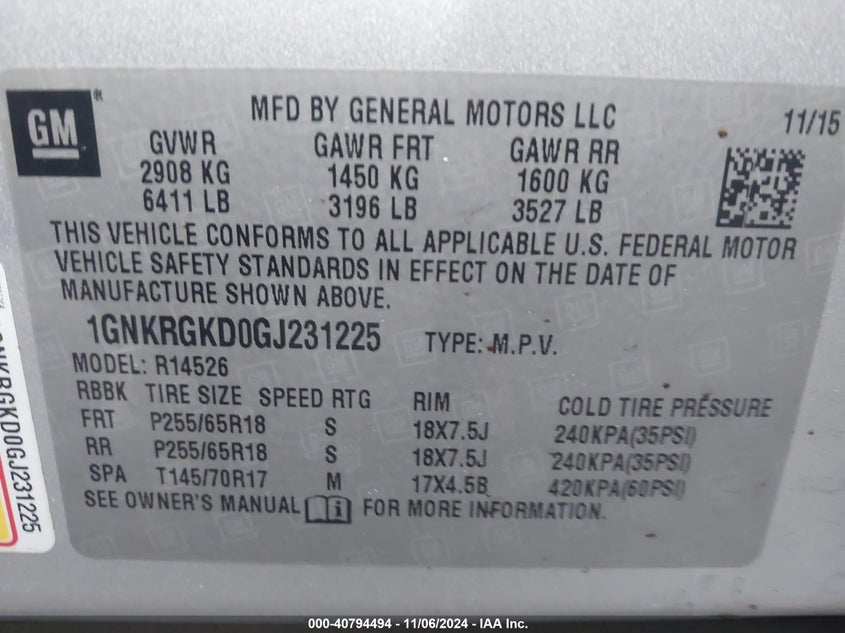 GM®
MFD BY GENERAL MOTORS LLC 11/15
GVWR GAWR FRT GAWR RR
2908 KG 1450 KG 1600 KG
6411 LB 3196 LB 3527 LB
THIS VEHICLE CONFORMS TO ALL APPLICABLE U.S. FEDERAL MOTOR
VEHICLE SAFETY STANDARDS IN EFFECT ON THE DATE OF
MANUFACTURE SHOWN ABOVE.
1GNKRGKD0GJ231225 TYPE: M.P.V.
MODEL: R14526
RBBK TIRE SIZE SPEED RTG RIM COLD TIRE PRESSURE
FRT P255/65R18 S 18X7.5J 240KPA(35PSI)
RR P255/65R18 S 18X7.5J 240KPA(35PSI)
SPA T145/70R17 M 17X4.5B 420KPA(60PSI)
SEE OWNER'S MANUAL FOR MORE INFORMATION.
GNKRGKD0GJ231225
000-40794494 - 11/06/2024 - IAA Inc.